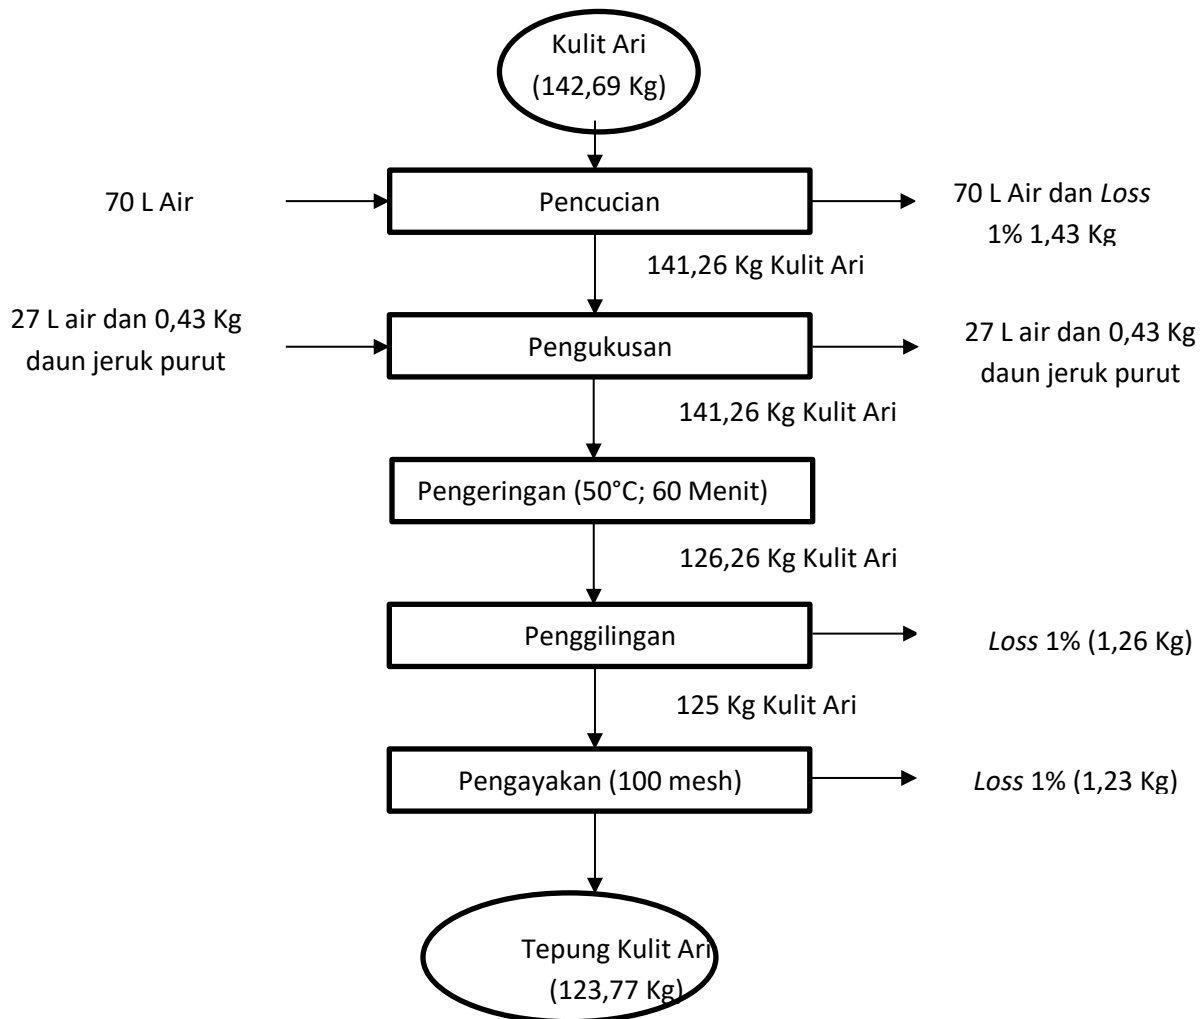 Kulit Ari
(142,69 Kg)
70 L Air
Pencucian
70 L Air dan Loss
1% 1,43 Kg
141,26 Kg Kulit Ari
27 L air dan 0,43 Kg
daun jeruk purut
Pengukusan
27 L air dan 0,43 Kg
daun jeruk purut
141,26 Kg Kulit Ari
Pengeringan (50°C; 60 Menit)
126,26 Kg Kulit Ari
Penggilingan
Loss 1% (1,26 Kg)
125 Kg Kulit Ari
Pengayakan (100 mesh)
Loss 1% (1,23 Kg)
Tepung Kulit Ari
(123,77 Kg)